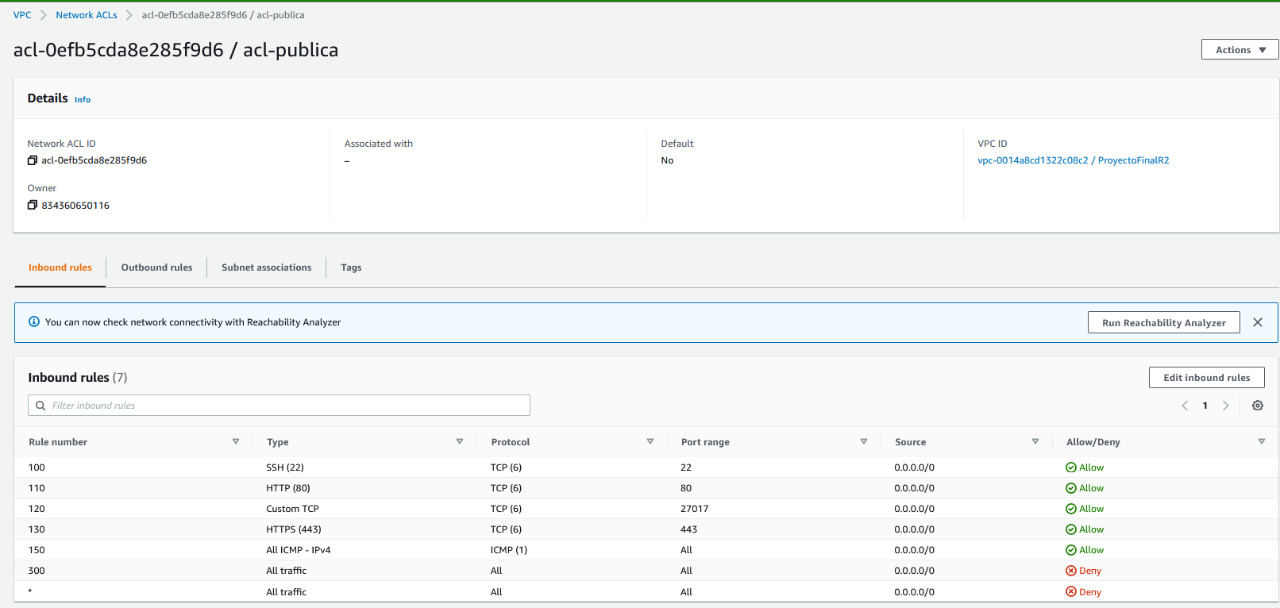 VPC > Network ACLs > acl-0efb5cda8e285f9d6 / acl-publica
acl-0efb5cda8e285f9d6 / acl-publica
Actions
Details Info
Network ACL ID
acl-0efb5cda8e285f9d6
Associated with
–
Default
No
VPC ID
vpc-0014a8cd1322c08c2 / ProyectoFinalR2
Owner
834360650116
Inbound rules
Outbound rules
Subnet associations
Tags
You can now check network connectivity with Reachability Analyzer
Run Reachability Analyzer
Inbound rules (7)
Edit inbound rules
Filter inbound rules
1
Rule number Type Protocol Port range Source Allow/Deny
100 SSH (22) TCP (6) 22 0.0.0.0/0 Allow
110 HTTP (80) TCP (6) 80 0.0.0.0/0 Allow
120 Custom TCP TCP (6) 27017 0.0.0.0/0 Allow
130 HTTPS (443) TCP (6) 443 0.0.0.0/0 Allow
150 All ICMP - IPv4 ICMP (1) All 0.0.0.0/0 Allow
300 All traffic All All 0.0.0.0/0 Deny
* All traffic All All 0.0.0.0/0 Deny